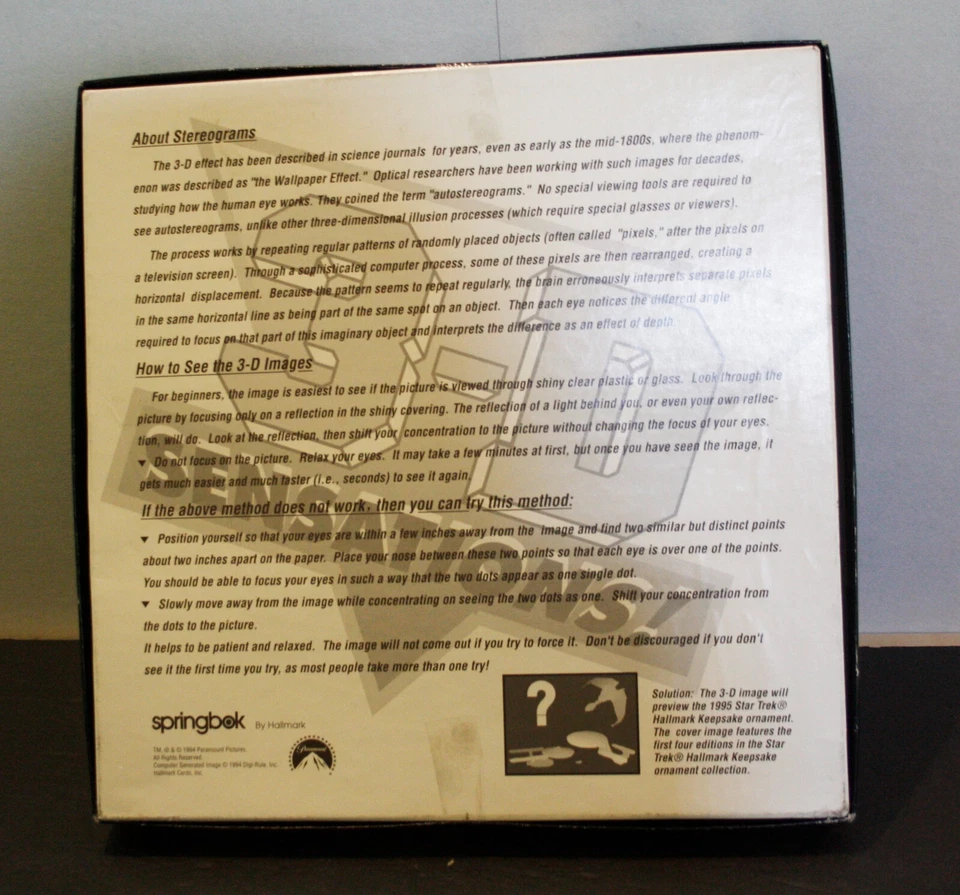 About Stereograms
The 3-D effect has been described in science journals for years, even as early as the mid-1800s, where the phenom-
enon was described as "the Wallpaper Effect." Optical researchers have been working with such images for decades,
studying how the human eye works. They coined the term "autostereograms." No special viewing tools are required to
see autostereograms, unlike other three-dimensional illusion processes (which require special glasses or viewers).
The process works by repeating regular patterns of randomly placed objects (often called "pixels," after the pixels on
a television screen). Through a sophisticated computer process, some of these pixels are then rearranged, creating a
horizontal displacement. Because the pattern seems to repeat regularly, the brain erroneously interprets separate pixels
in the same horizontal line as being part of the same spot on an object. Then each eye notices the different angle
required to focus on that part of this imaginary object and interprets the difference as an effect of depth.
How to See the 3-D Images
For beginners, the image is easiest to see if the picture is viewed through shiny clear plastic or glass. Look through the
picture by focusing only on a reflection in the shiny covering. The reflection of a light behind you, or even your own reflec-
tion, will do. Look at the reflection, then shift your concentration to the picture without changing the focus of your eyes.
▼ Do not focus on the picture. Relax your eyes. It may take a few minutes at first, but once you have seen the image, it
gets much easier and much faster (i.e., seconds) to see it again.
If the above method does not work, then you can try this method:
▼ Position yourself so that your eyes are within a few inches away from the image and find two similar but distinct points
about two inches apart on the paper. Place your nose between these two points so that each eye is over one of the points.
You should be able to focus your eyes in such a way that the two dots appear as one single dot.
▼ Slowly move away from the image while concentrating on seeing the two dots as one. Shift your concentration from
the dots to the picture.
It helps to be patient and relaxed. The image will not come out if you try to force it. Don't be discouraged if you don't
see it the first time you try, as most people take more than one try!
3-D
SENSATIONS!
springbok By Hallmark
TM, ® & © 1994 Paramount Pictures.
All Rights Reserved.
Computer Generated Image © 1994 Digi-Rule, Inc.
Hallmark Cards, Inc.
Paramount
?
Solution: The 3-D image will
preview the 1995 Star Trek®
Hallmark Keepsake ornament.
The cover image features the
first four editions in the Star
Trek® Hallmark Keepsake
ornament collection.